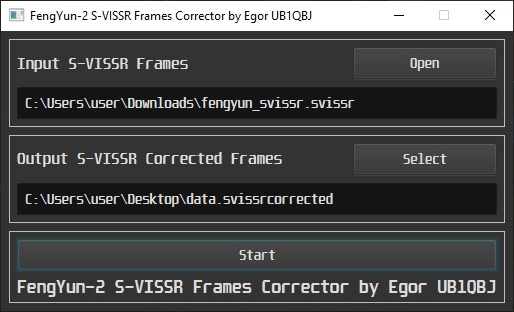 FengYun-2 S-VISSR Frames Corrector by Egor UB1QBJ
Input S-VISSR Frames
Open
C:\Users\user\Downloads\fengyun_svissr.svissr
Output S-VISSR Corrected Frames
Select
C:\Users\user\Desktop\data.svissrcorrected
Start
FengYun-2 S-VISSR Frames Corrector by Egor UB1QBJ